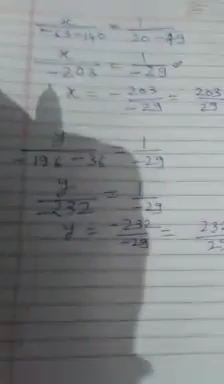 x/-63-140 = 1/20-49
x/-203 = 1/-29
x = -203/-29 = 203/29
y/-196-36 = 1/-29
y/-232 = 1/-29
y = -232/-29 = 232/29